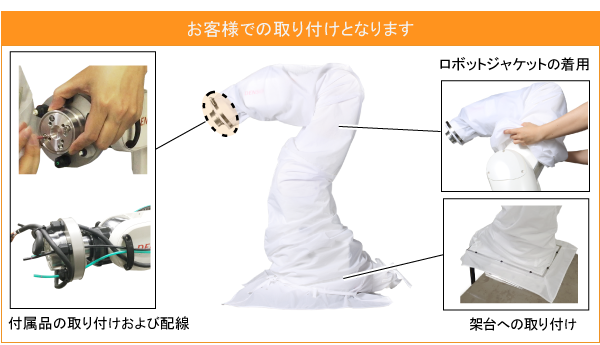 お客様での取り付けとなります
ロボットジャケットの着用
付属品の取り付けおよび配線
架台への取り付け